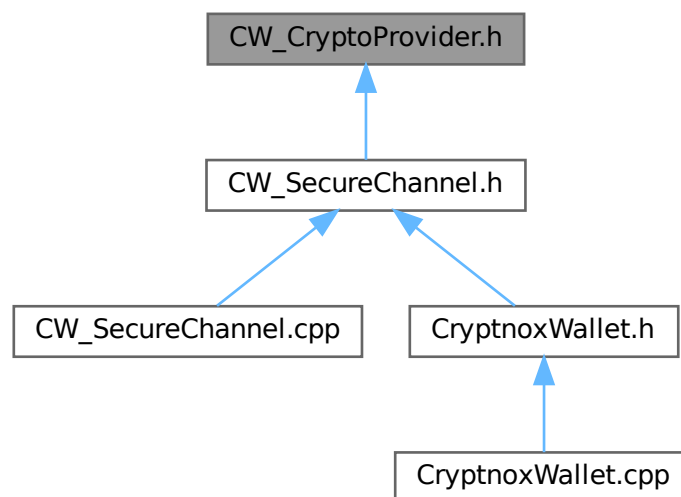 CW_CryptoProvider.h
CW_SecureChannel.h
CW_SecureChannel.cpp
CryptnoxWallet.h
CryptnoxWallet.cpp